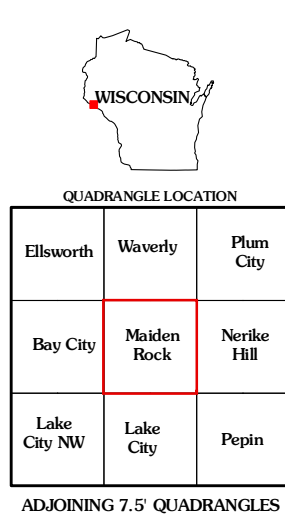 WISCONSIN
QUADRANGLE LOCATION
Ellsworth
Waverly
Plum
City
Bay City
Maiden
Rock
Nerike
Hill
Lake
City NW
Lake
City
Pepin
ADJOINING 7.5' QUADRANGLES